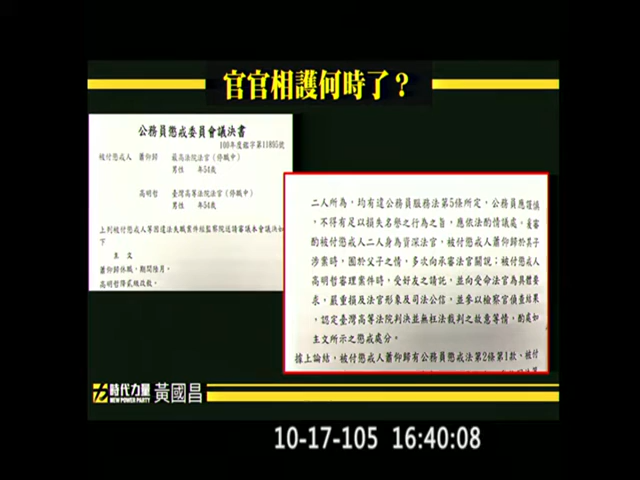 官官相護何時了？
公務員懲戒委員會議決書
100年度鑑字第11895號
被付懲戒人 蕭仰歸 最高法院法官(停職中)
男性 年54歲
高明哲 臺灣高等法院法官(停職中)
男性 年54歲
上列被付懲戒人等因違法失職案件經監察院送請審議本會議決如
下
主 文
蕭仰歸休職，期間陸月。
高明哲降貳級改敘。
二人所為，均有違公務員服務法第5條所定，公務員應謹慎
，不得有足以損失名譽之行為之旨，應依法酌情議處。爰審
酌被付懲戒人二人身為資深法官，被付懲戒人蕭仰歸於其子
涉案時，囿於父子之情，多次向承審法官關說；被付懲戒人
高明哲審理案件時，受好友之請託，並向受命法官為具體要
求，嚴重損及法官形象及司法公信，並參以檢察官偵查結果
，認定臺灣高等法院判決並無枉法裁判之故意等情，酌處如
主文所示之懲戒處分。
據上論結，被付懲戒人蕭仰歸有公務員懲戒法第2條第1款、被付
時代力量
NEW POWER PARTY
黃國昌
10-17-105 16:40:08